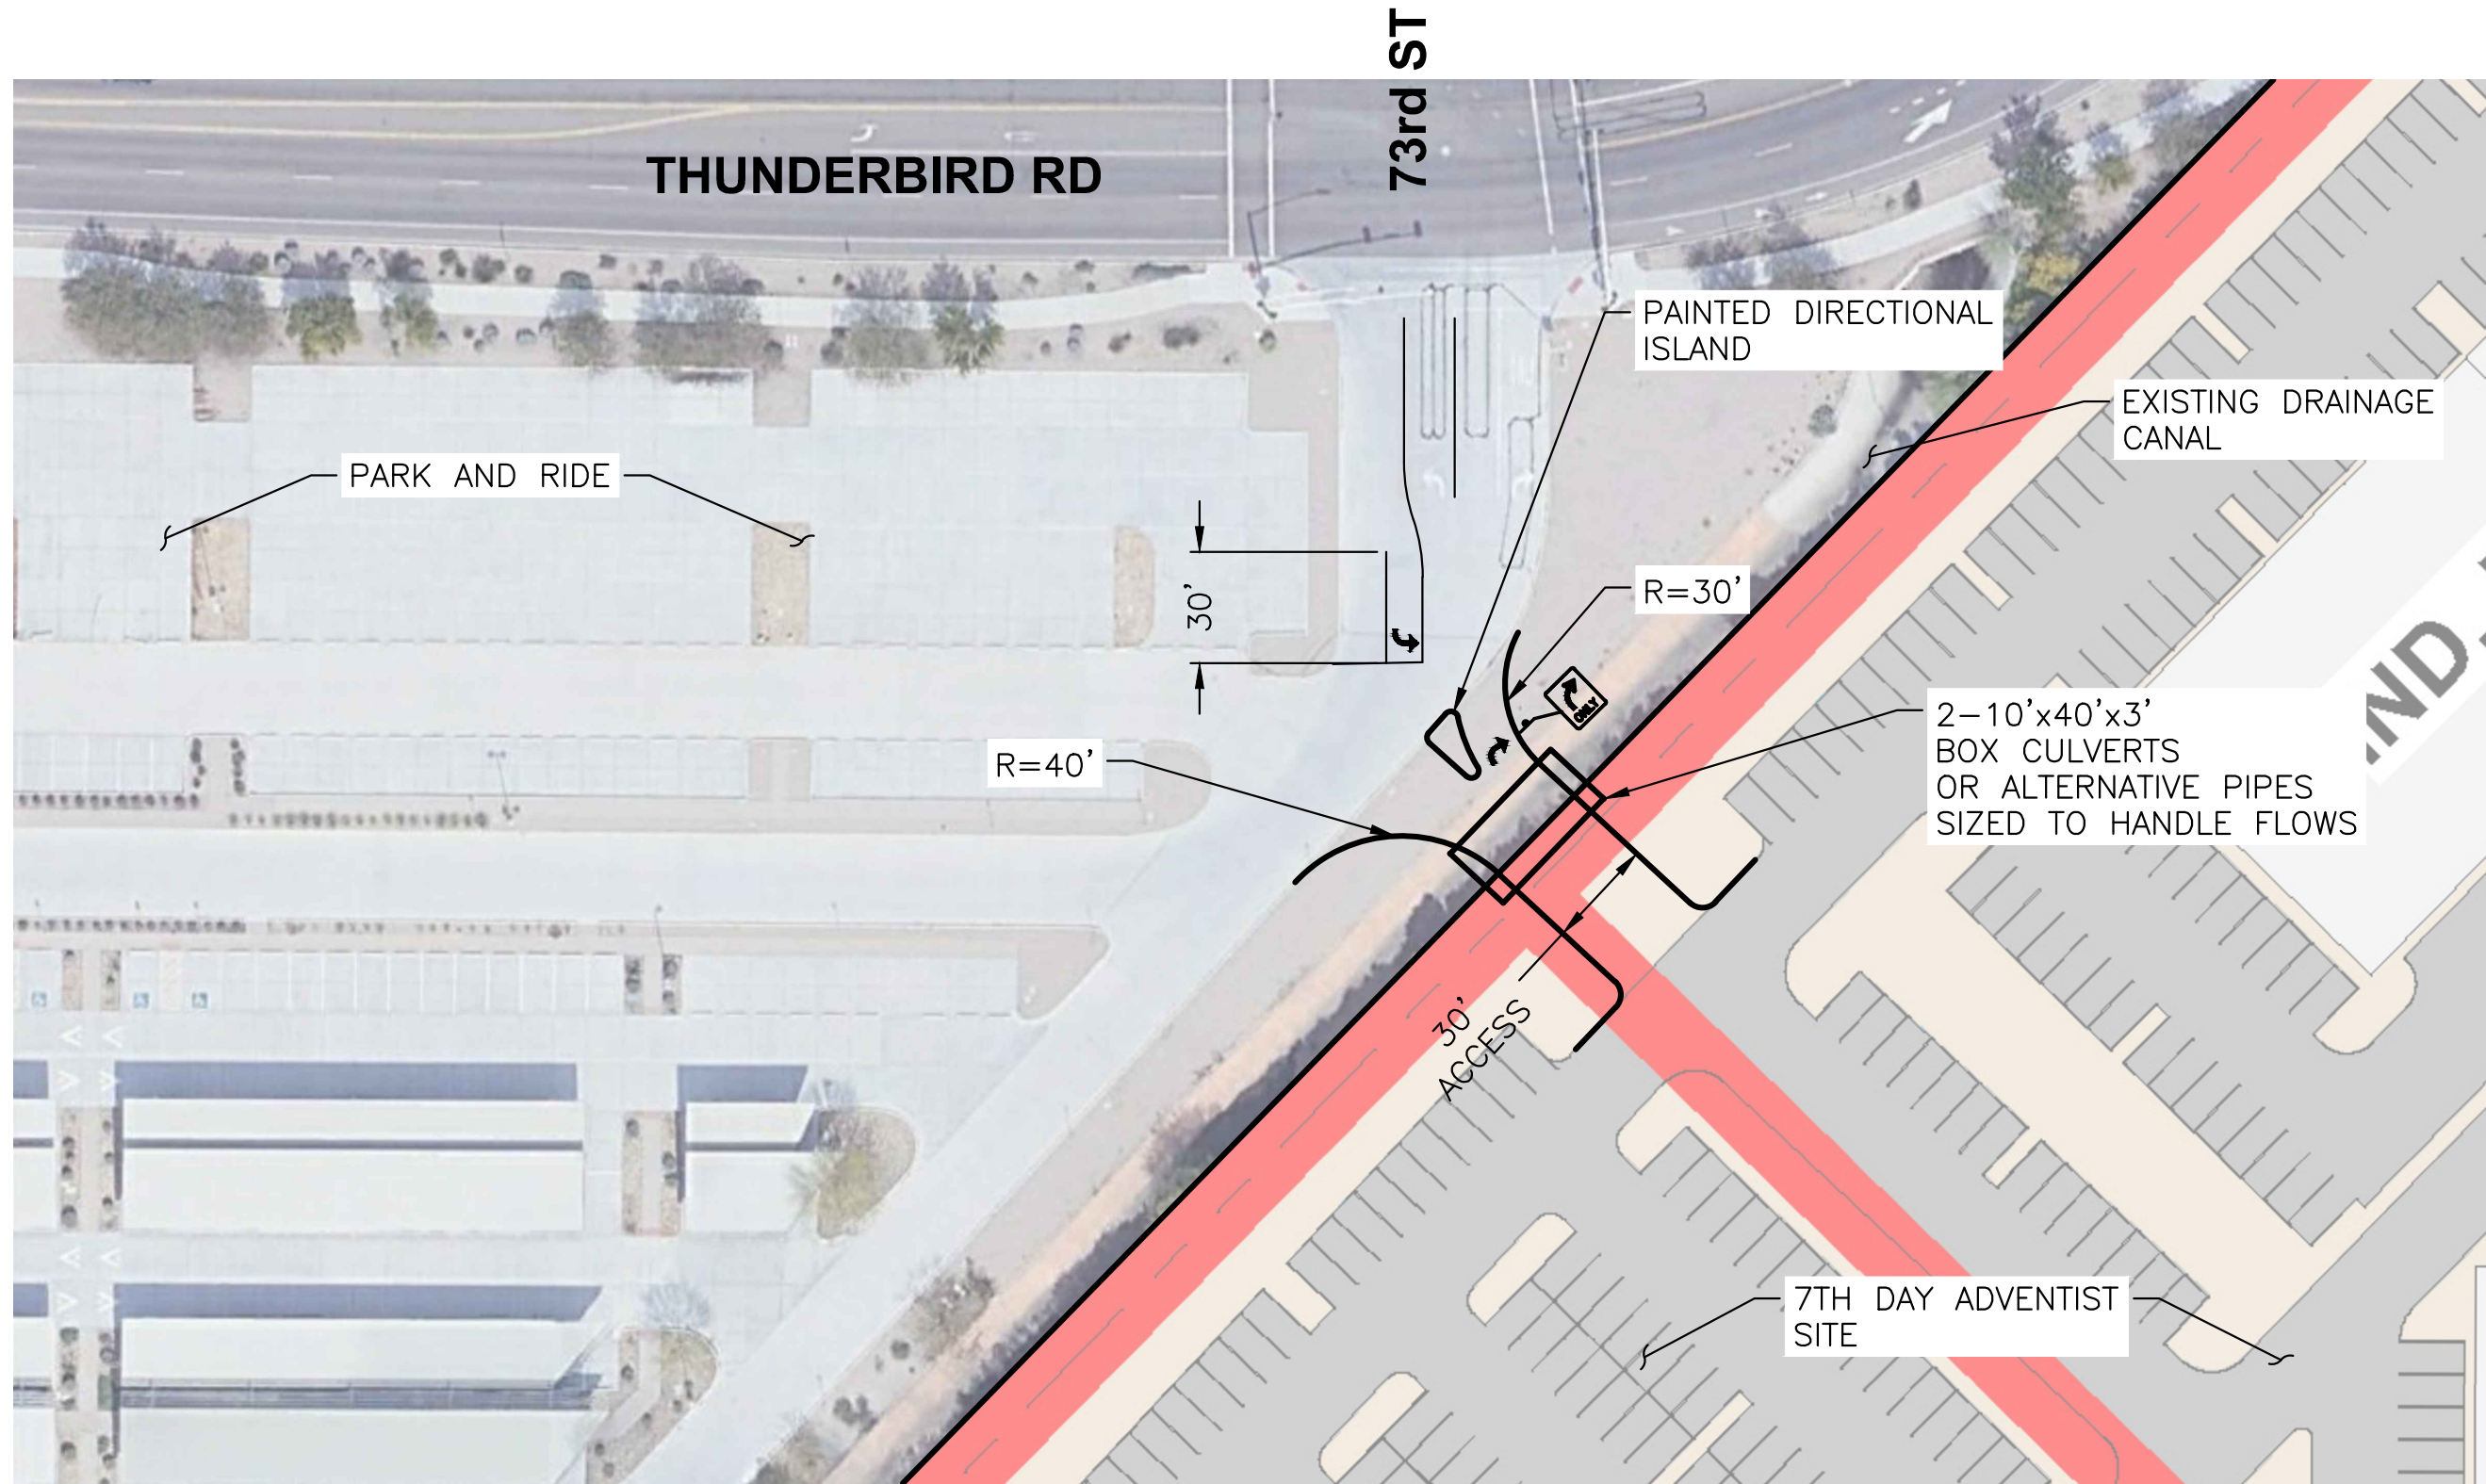 73rd ST
THUNDERBIRD RD
PAINTED DIRECTIONAL
ISLAND
EXISTING DRAINAGE
CANAL
PARK AND RIDE
30'
R=30'
ONLY
2-10'x40'x3'
BOX CULVERTS
OR ALTERNATIVE PIPES
SIZED TO HANDLE FLOWS
R=40'
30'
ACCESS
7TH DAY ADVENTIST
SITE